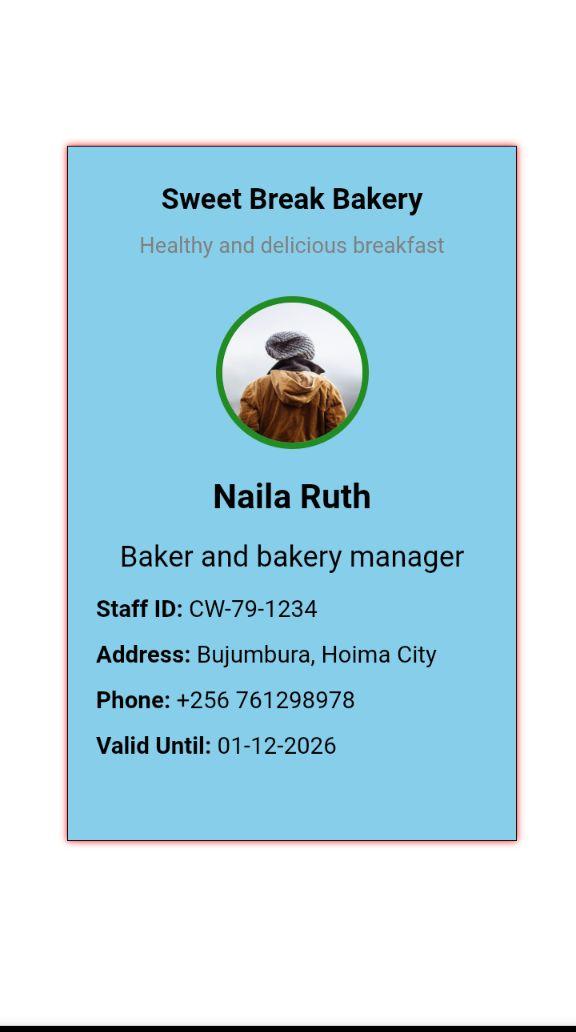 Sweet Break Bakery
Healthy and delicious breakfast
Naila Ruth
Baker and bakery manager
Staff ID: CW-79-1234
Address: Bujumbura, Hoima City
Phone: +256 761298978
Valid Until: 01-12-2026